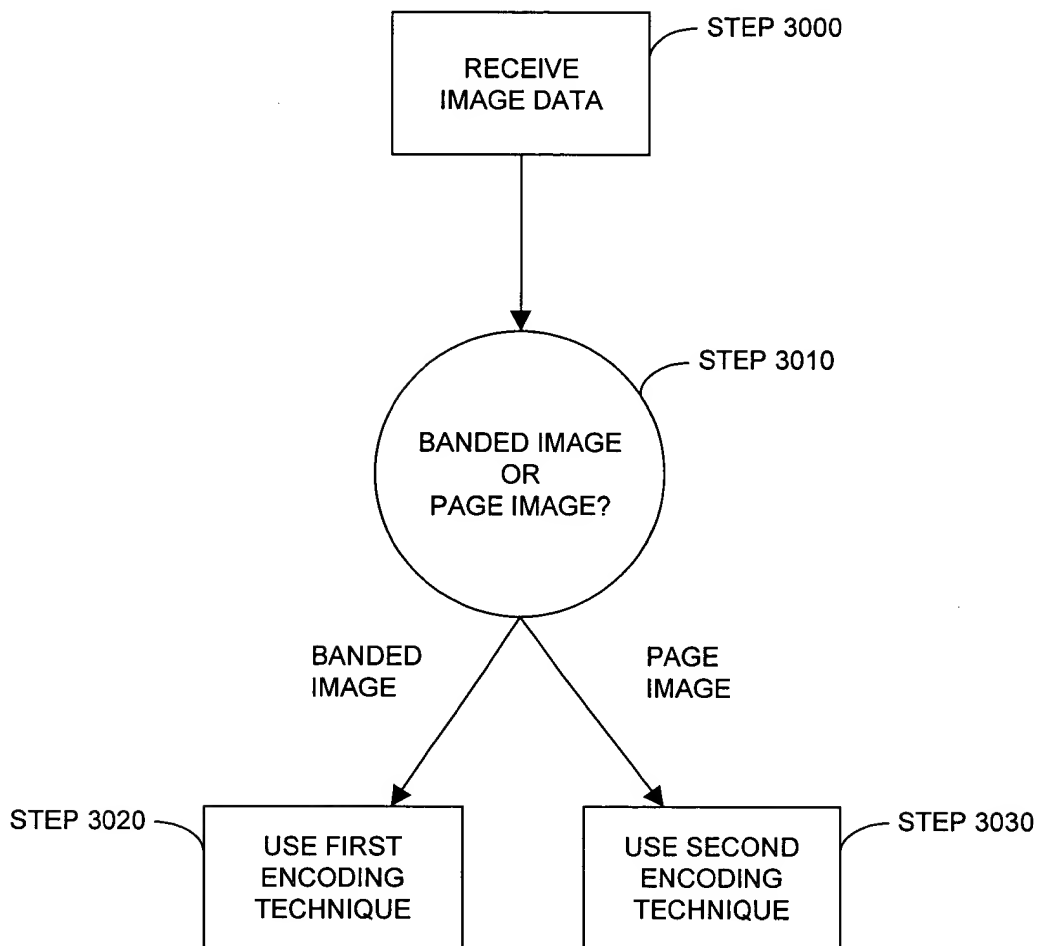 STEP 3000
RECEIVE
IMAGE DATA
STEP 3010
BANDED IMAGE
OR
PAGE IMAGE?
BANDED
IMAGE
PAGE
IMAGE
STEP 3020
USE FIRST
ENCODING
TECHNIQUE
USE SECOND
ENCODING
TECHNIQUE
STEP 3030